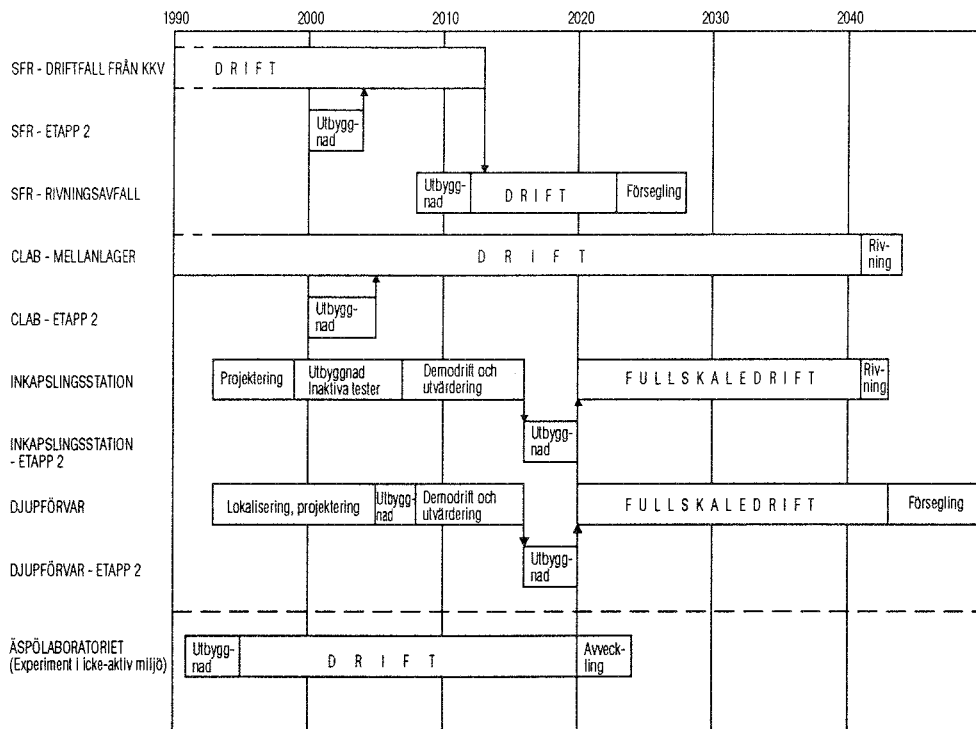 1990 2000 2010 2020 2030 2040
SFR - DRIFTFALL FRÅN KKV
D R I F T
SFR - ETAPP 2
Utbygg-
nad
SFR - RIVNINGSAVFALL
Utbygg-
nad
D R I F T
Försegling
CLAB - MELLANLAGER
D R I F T
Riv-
ning
CLAB - ETAPP 2
Utbygg-
nad
INKAPSLINGSSTATION
Projektering
Utbyggnad
Inaktiva tester
Demodrift och
utvärdering
F U L L S K A L E D R I F T
Riv-
ning
INKAPSLINGSSTATION
- ETAPP 2
Utbygg-
nad
DJUPFÖRVAR
Lokalisering, projektering
Utbygg-
nad
Demodrift och
utvärdering
F U L L S K A L E D R I F T
Försegling
DJUPFÖRVAR - ETAPP 2
Utbygg-
nad
ÄSPÖLABORATORIET
(Experiment i icke-aktiv miljö)
Utbygg-
nad
D R I F T
Avveck-
ling